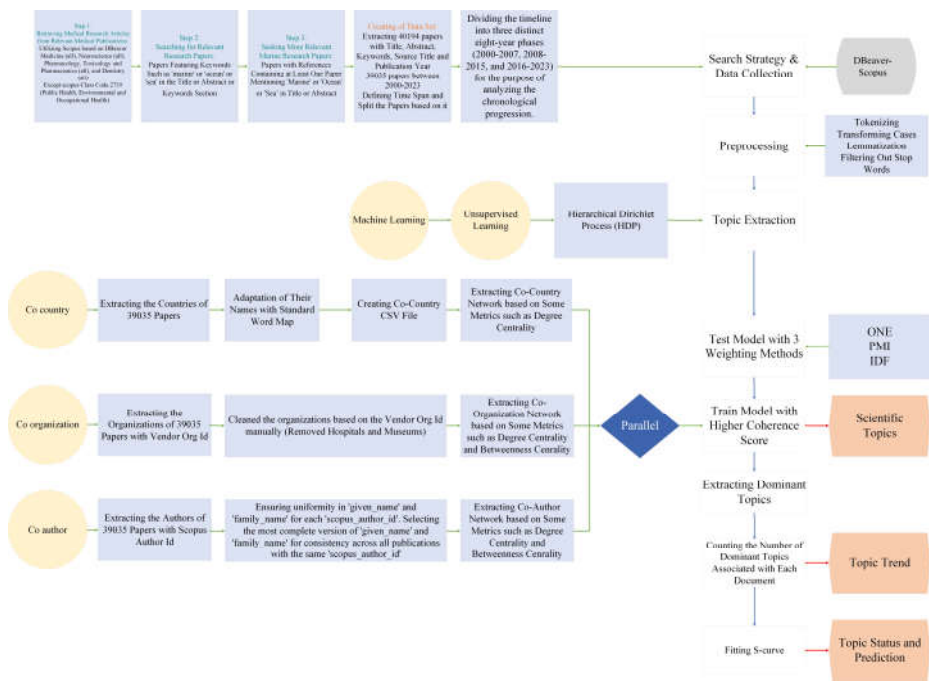 Step 1
Retrieving Medical Research Articles
from Relevant Medical Publications
Utilizing Scopus based on DBeaver
Medicine (all), Neuroscience (all),
Pharmacology, Toxicology and
Pharmaceutics (all), and Dentistry
(all)
Except scopus Class Code 2739
(Public Health, Environmental and
Occupational Health)
Step 2
Searching for Relevant
Research Papers
Papers Featuring Keywords
Such as 'marine' or 'ocean' or
'sea' in the Title or Abstract or
Keywords Section
Step 3
Seeking More Relevant
Marine Research Papers
Papers with References
Containing at Least One Paper
Mentioning 'Marine' or 'Ocean'
or 'Sea' in Title or Abstract
Creating of Data Set
Extracting 40194 papers
with Title, Abstract,
Keywords, Source Title and
Publication Year
39035 papers between
2000-2023
Defining Time Span and
Split the Papers based on it
Dividing the timeline
into three distinct
eight-year phases
(2000-2007, 2008-
2015, and 2016-2023)
for the purpose of
analyzing the
chronological
progression.
Search Strategy &
Data Collection
DBeaver-
Scopus
Preprocessing
Tokenizing
Transforming Cases
Lemmatization
Filtering Out Stop
Words
Machine Learning
Unsupervised
Learning
Hierarchical Dirichlet
Process (HDP)
Topic Extraction
Co country
Extracting the Countries of
39035 Papers
Adaptation of Their
Names with Standard
Word Map
Creating Co-Country
CSV File
Extracting Co-Country
Network based on Some
Metrics such as Degree
Centrality
Test Model with 3
Weighting Methods
ONE
PMI
IDF
Co organization
Extracting the
Organizations of 39035
Papers with Vendor Org Id
Cleaned the organizations based on the Vendor Org Id
manually (Removed Hospitals and Museums)
Extracting Co-
Organization Network
based on Some Metrics
such as Degree Centrality
and Betweenness Cenrality
Parallel
Train Model with
Higher Coherence
Score
Scientific
Topics
Extracting Dominant
Topics
Co author
Extracting the Authors of
39035 Papers with Scopus
Author Id
Ensuring uniformity in 'given_name' and
'family_name' for each 'scopus_author_id'. Selecting
the most complete version of 'given_name' and
'family_name' for consistency across all publications
with the same 'scopus_author_id'
Extracting Co-Author
Network based on Some
Metrics such as Degree
Centrality and
Betweenness Cenrality
Counting the Number of
Dominant Topics
Associated with Each
Document
Topic Trend
Fitting S-curve
Topic Status and
Prediction